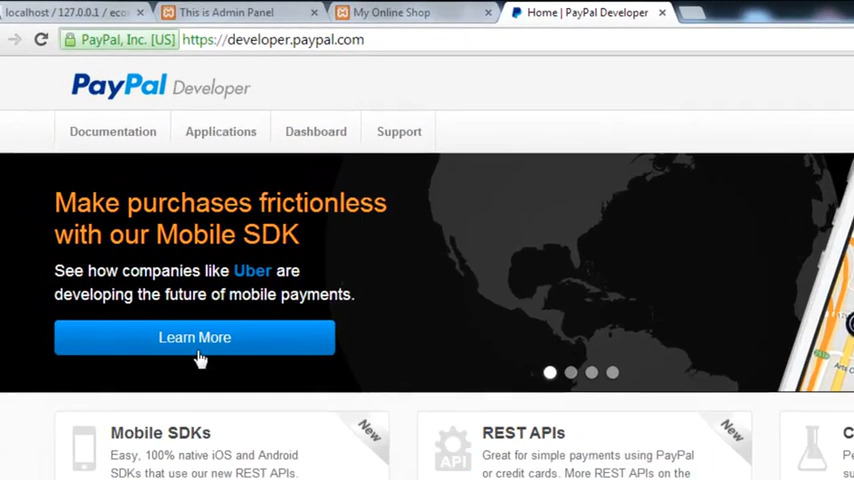 localhost / 127.0.0.1 / eco
This is Admin Panel
My Online Shop
Home | PayPal Developer
PayPal, Inc. [US]
https://developer.paypal.com
PayPal Developer
Documentation
Applications
Dashboard
Support
Make purchases frictionless
with our Mobile SDK
See how companies like Uber are
developing the future of mobile payments.
Learn More
Mobile SDKs
New
Easy, 100% native iOS and Android
SDKs that use our new REST APIs.
API
REST APIs
New
Great for simple payments using PayPal
or credit cards. More REST APIs on the